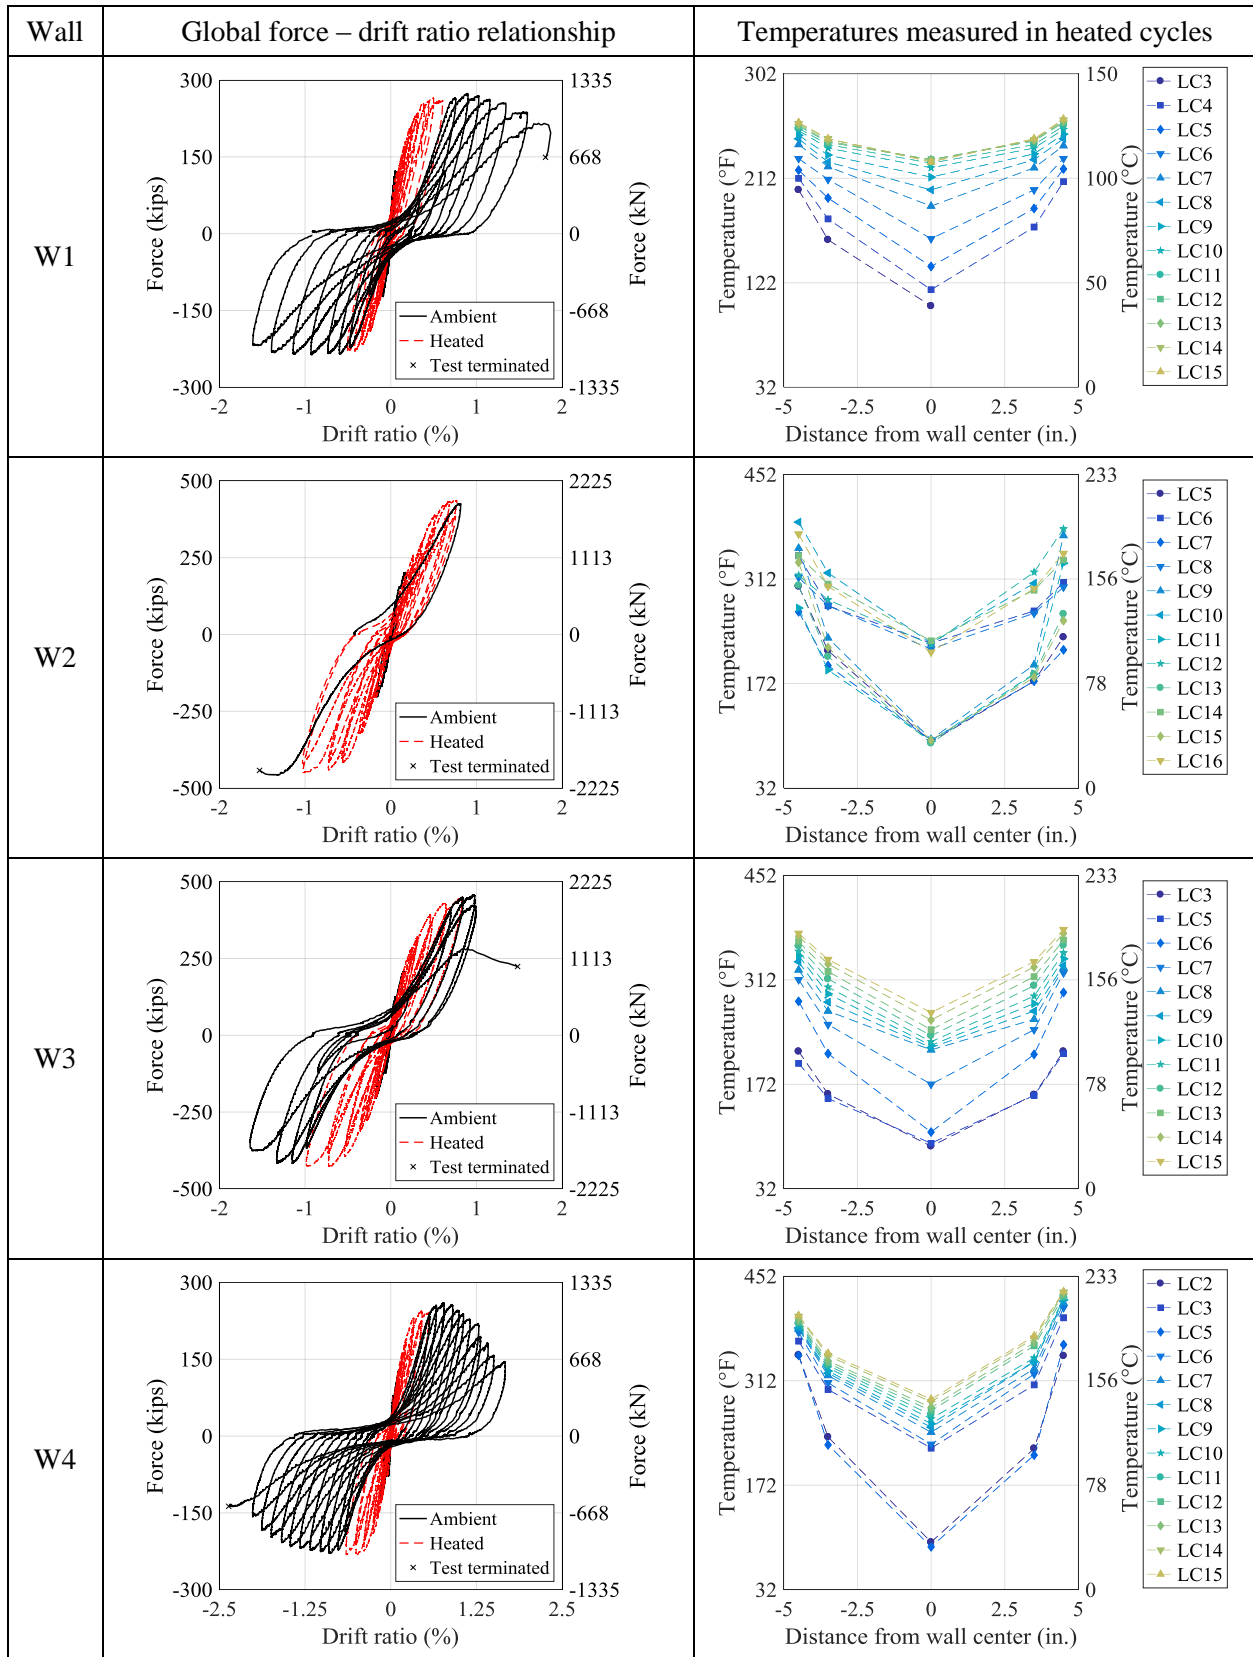 Wall Global force – drift ratio relationship Temperatures measured in heated cycles
W1
300 1335
150 668
0 0
-150 -668
-300 -1335
-2 -1 0 1 2
Force (kips)
Force (kN)
Drift ratio (%)
Ambient
Heated
Test terminated
302 150
212 100
122 50
32 0
-5 -2.5 0 2.5 5
Temperature (°F)
Temperature (°C)
Distance from wall center (in.)
LC3
LC4
LC5
LC6
LC7
LC8
LC9
LC10
LC11
LC12
LC13
LC14
LC15
W2
500 2225
250 1113
0 0
-250 -1113
-500 -2225
-2 -1 0 1 2
Force (kips)
Force (kN)
Drift ratio (%)
Ambient
Heated
Test terminated
452 233
312 156
172 78
32 0
-5 -2.5 0 2.5 5
Temperature (°F)
Temperature (°C)
Distance from wall center (in.)
LC5
LC6
LC7
LC8
LC9
LC10
LC11
LC12
LC13
LC14
LC15
LC16
W3
500 2225
250 1113
0 0
-250 -1113
-500 -2225
-2 -1 0 1 2
Force (kips)
Force (kN)
Drift ratio (%)
Ambient
Heated
Test terminated
452 233
312 156
172 78
32 0
-5 -2.5 0 2.5 5
Temperature (°F)
Temperature (°C)
Distance from wall center (in.)
LC3
LC5
LC6
LC7
LC8
LC9
LC10
LC11
LC12
LC13
LC14
LC15
W4
300 1335
150 668
0 0
-150 -668
-300 -1335
-2.5 -1.25 0 1.25 2.5
Force (kips)
Force (kN)
Drift ratio (%)
Ambient
Heated
Test terminated
452 233
312 156
172 78
32 0
-5 -2.5 0 2.5 5
Temperature (°F)
Temperature (°C)
Distance from wall center (in.)
LC2
LC3
LC5
LC6
LC7
LC8
LC9
LC10
LC11
LC12
LC13
LC14
LC15